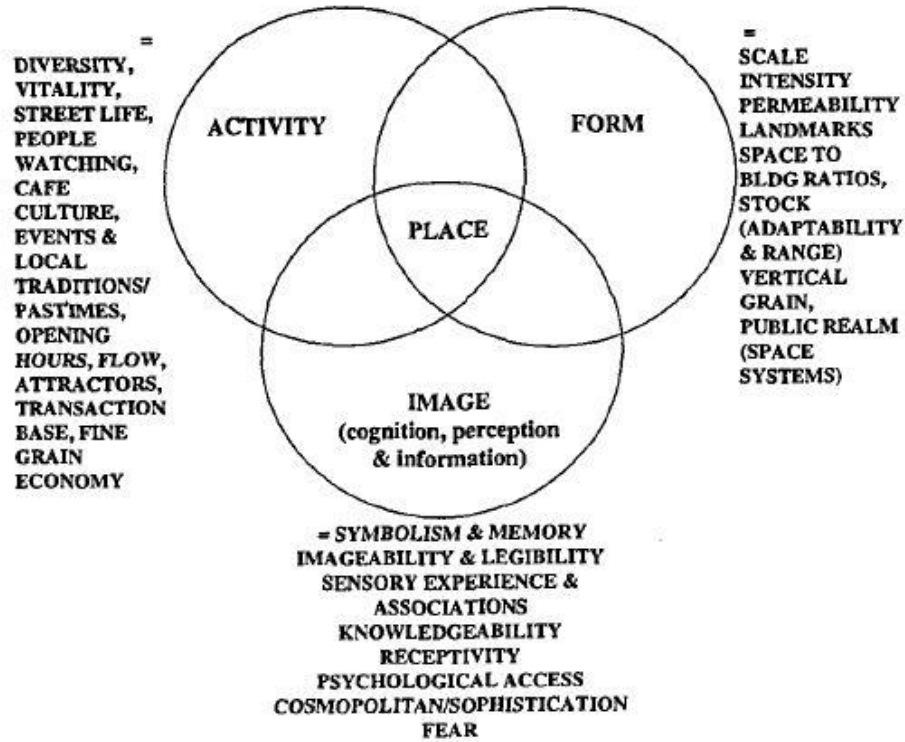 =
DIVERSITY,
VITALITY,
STREET LIFE,
PEOPLE
WATCHING,
CAFE
CULTURE,
EVENTS &
LOCAL
TRADITIONS/
PASTIMES,
OPENING
HOURS, FLOW,
ATTRACTORS,
TRANSACTION
BASE, FINE
GRAIN
ECONOMY
ACTIVITY
FORM
PLACE
IMAGE
(cognition, perception
& information)
=
SCALE
INTENSITY
PERMEABILITY
LANDMARKS
SPACE TO
BLDG RATIOS,
STOCK
(ADAPTABILITY
& RANGE)
VERTICAL
GRAIN,
PUBLIC REALM
(SPACE
SYSTEMS)
= SYMBOLISM & MEMORY
IMAGEABILITY & LEGIBILITY
SENSORY EXPERIENCE &
ASSOCIATIONS
KNOWLEDGEABILITY
RECEPTIVITY
PSYCHOLOGICAL ACCESS
COSMOPOLITAN/SOPHISTICATION
FEAR